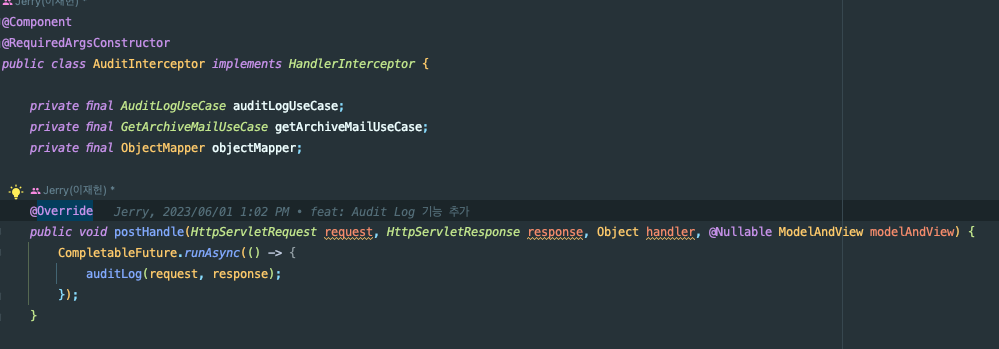 Jerry(이재헌) *
@Component
@RequiredArgsConstructor
public class AuditInterceptor implements HandlerInterceptor {
private final AuditLogUseCase auditLogUseCase;
private final GetArchiveMailUseCase getArchiveMailUseCase;
private final ObjectMapper objectMapper;
Jerry(이재헌) *
@Override Jerry, 2023/06/01 1:02 PM • feat: Audit Log 기능 추가
public void postHandle(HttpServletRequest request, HttpServletResponse response, Object handler, @Nullable ModelAndView modelAndView) {
CompletableFuture.runAsync(() -> {
auditLog(request, response);
});
}